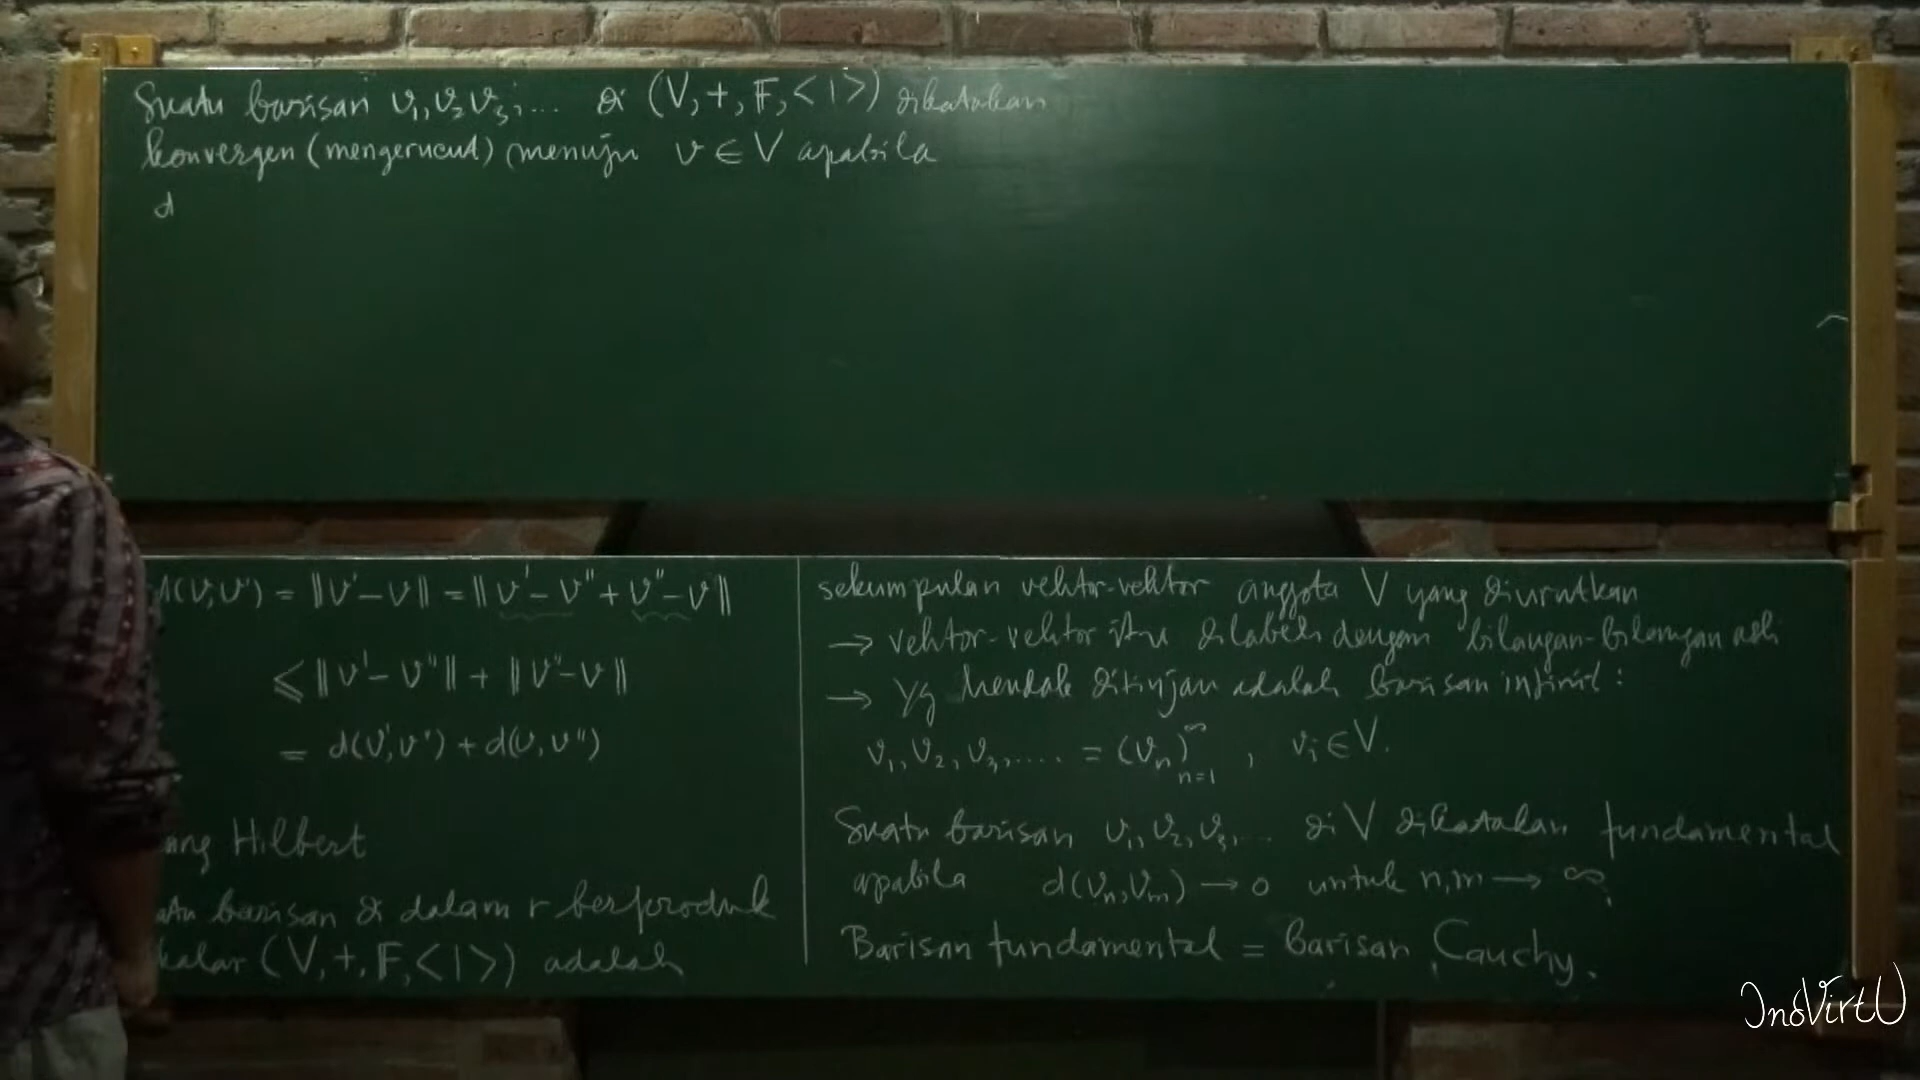 Suatu barisan v₁, v₂ v₃, ... di (V, +, F, < | >) dikatakan
konvergen (mengerucut) menuju v ∈ V apabila
d
d(v,v') = ||v' - v|| = ||v' - v'' + v'' - v||
≤ ||v' - v''|| + ||v'' - v||
= d(v', v'') + d(v, v'')
ang Hilbert
atu barisan di dalam r berproduk
kalar (V, +, F, < | >) adalah
sekumpulan vektor-vektor anggota V yang diurutkan
→ vektor-vektor itu dilabeli dengan bilangan-bilangan asli
→ yg hendak ditinjau adalah barisan infinit :
v₁, v₂, v₃, .... = (vₙ)^∞_{n=1} , vᵢ ∈ V.
Suatu barisan v₁, v₂, v₃, ... di V dikatakan fundamental
apabila d(vₙ, vₘ) → 0 untuk n, m → ∞.
Barisan fundamental = Barisan Cauchy.
InoVirtU